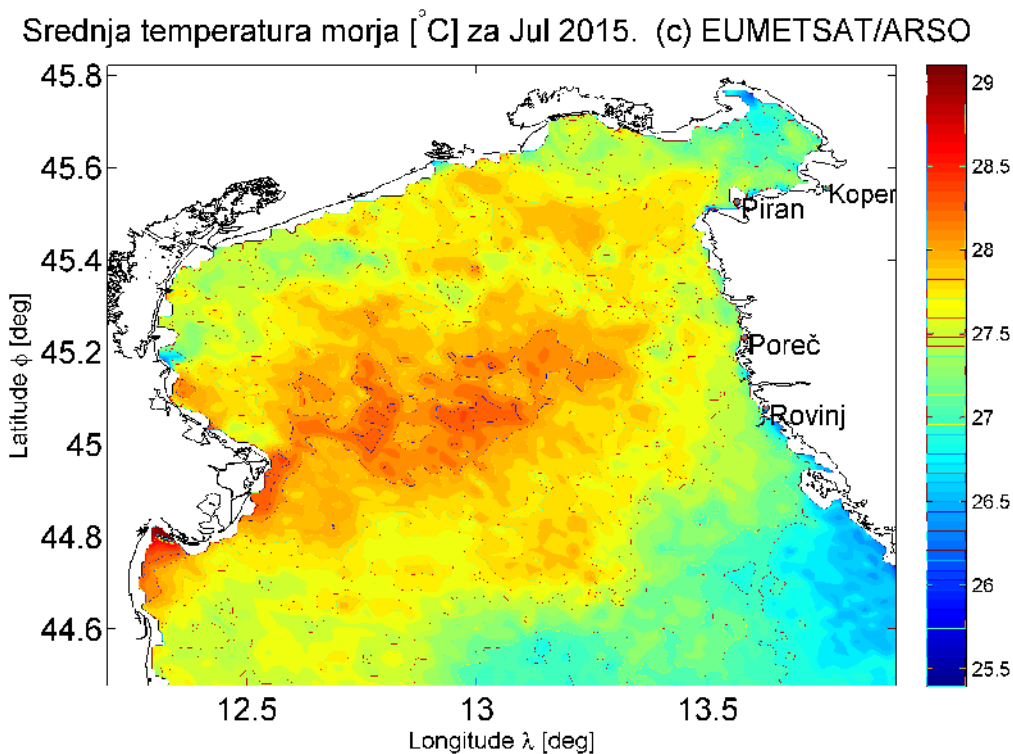 Srednja temperatura morja [°C] za Jul 2015. (c) EUMETSAT/ARSO
45.8
45.6
45.4
45.2
45
44.8
44.6
Latitude ϕ [deg]
12.5
13
13.5
Longitude λ [deg]
Koper
Piran
Poreč
Rovinj
29
28.5
28
27.5
27
26.5
26
25.5